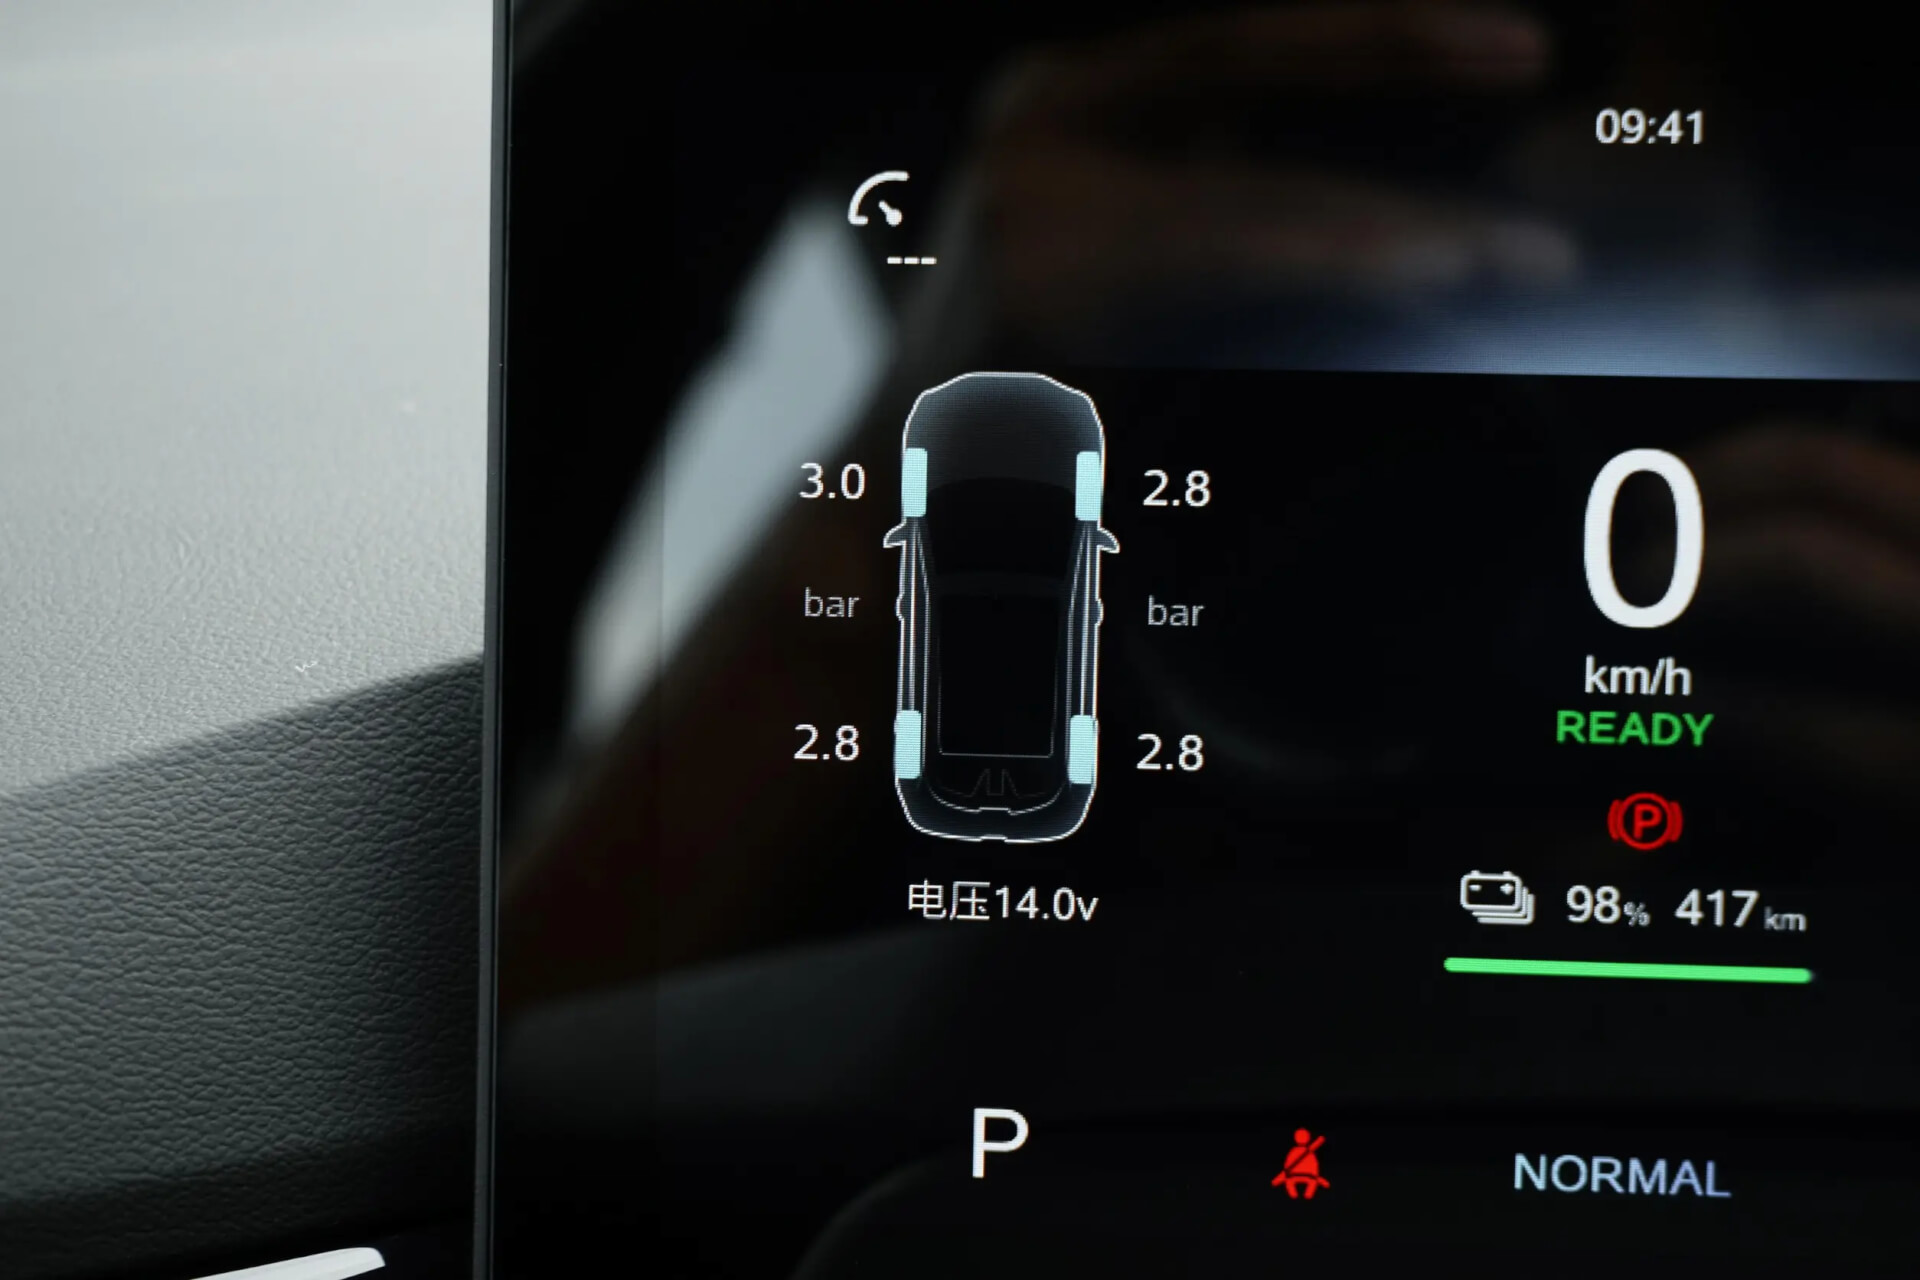 09:41
---
3.0 2.8
bar bar
2.8 2.8
电压14.0v
0
km/h
READY
P
98% 417 km
P
NORMAL